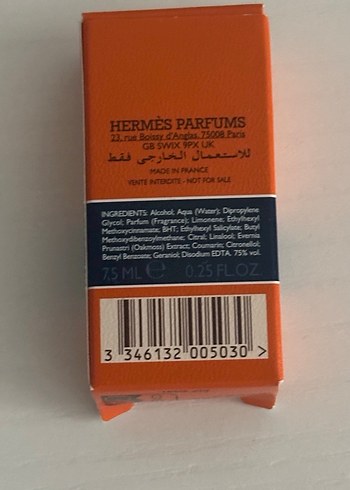 HERMÈS PARFUMS
23, rue Boissy d'Anglas, 75008 Paris
GB SWIX 9PX UK
للاستعمال الخارجى فقط
MADE IN FRANCE
VENTE INTERDITE - NOT FOR SALE
INGREDIENTS: Alcohol, Aqua (Water); Dipropylene
Glycol; Parfum (Fragrance); Limonene; Ethylhexyl
Methoxycinnamate; BHT; Ethylhexyl Salicylate; Butyl
Methoxydibenzoylmethane; Citral; Linalool; Evernia
Prunastri (Oakmoss) Extract; Coumarin; Citronellol;
Benzyl Benzoate; Geraniol; Disodium EDTA. 75% vol.
7,5 ML ℮ 0.25 FL.OZ.
3 346132 005030 >